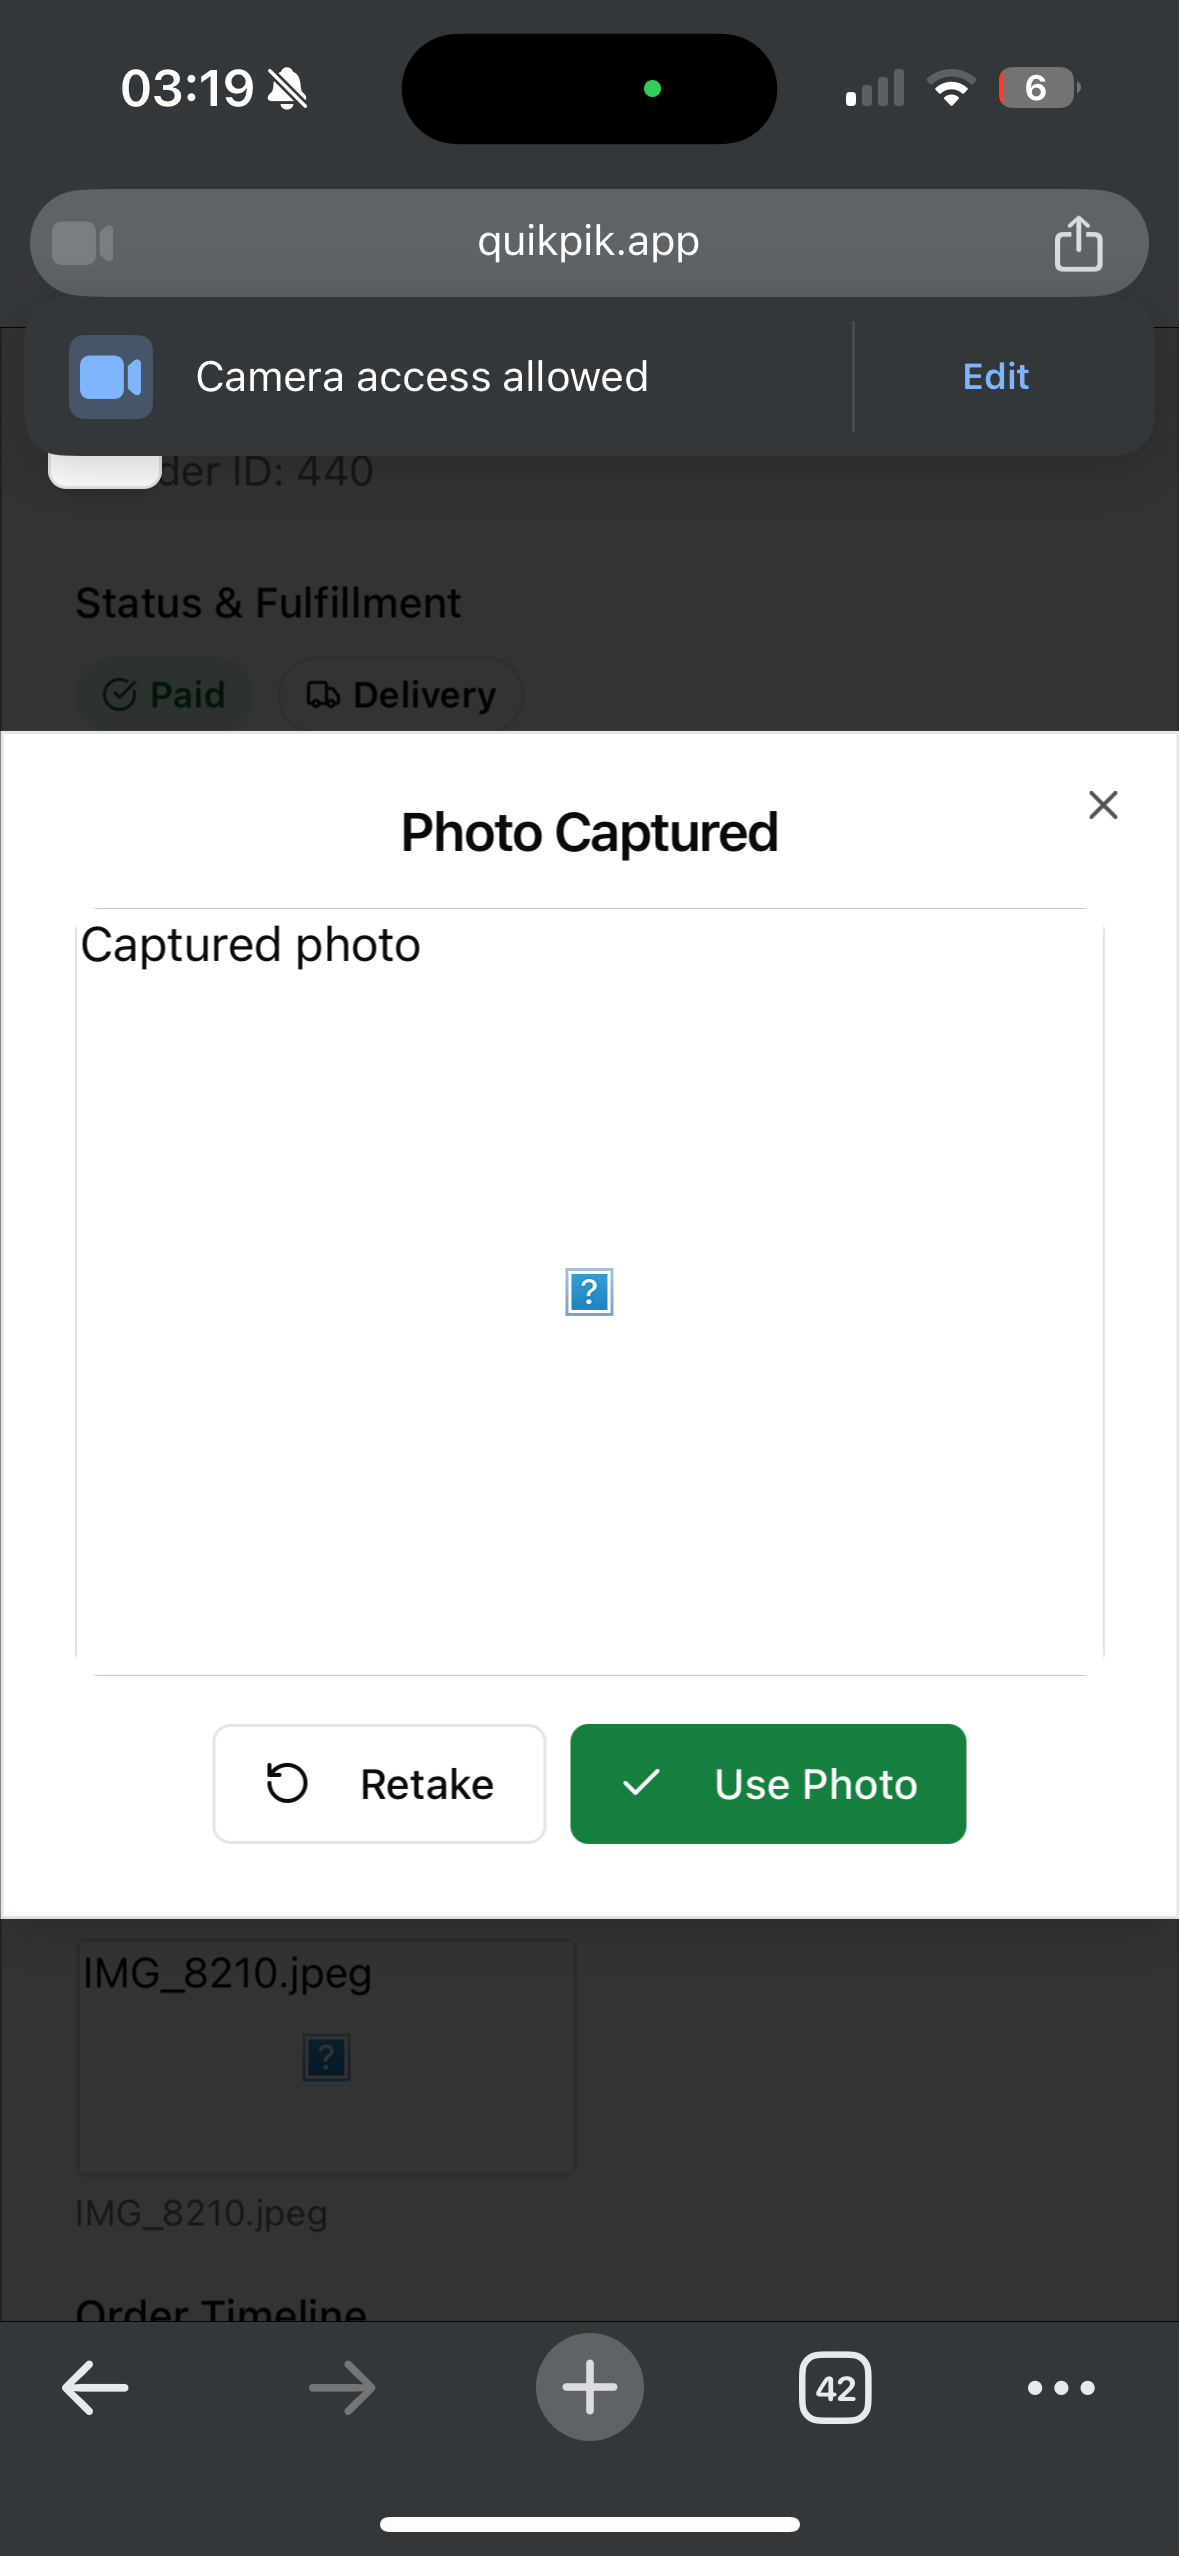 03:19
6
quikpik.app
Camera access allowed
Edit
der ID: 440
Status & Fulfillment
Paid
Delivery
Photo Captured
Captured photo
?
Retake
Use Photo
IMG_8210.jpeg
?
IMG_8210.jpeg
Order Timeline
42